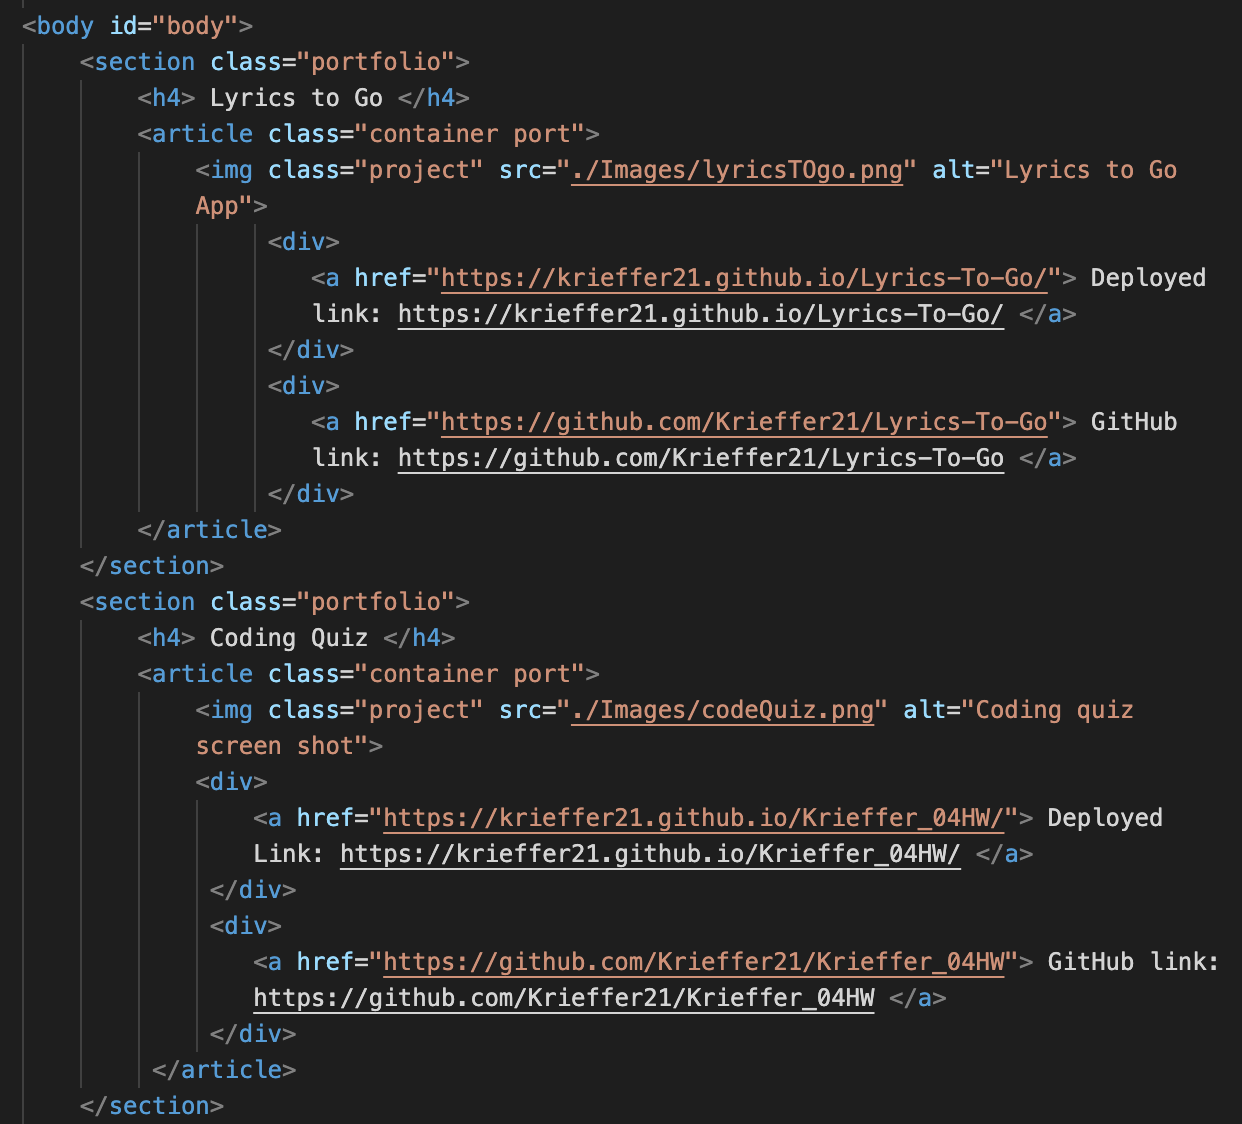 <body id="body">
<section class="portfolio">
<h4> Lyrics to Go </h4>
<article class="container port">
<img class="project" src="./Images/lyricsTOgo.png" alt="Lyrics to Go
App">
<div>
<a href="https://krieffer21.github.io/Lyrics-To-Go/"> Deployed
link: https://krieffer21.github.io/Lyrics-To-Go/ </a>
</div>
<div>
<a href="https://github.com/Krieffer21/Lyrics-To-Go"> GitHub
link: https://github.com/Krieffer21/Lyrics-To-Go </a>
</div>
</article>
</section>
<section class="portfolio">
<h4> Coding Quiz </h4>
<article class="container port">
<img class="project" src="./Images/codeQuiz.png" alt="Coding quiz
screen shot">
<div>
<a href="https://krieffer21.github.io/Krieffer_04HW/"> Deployed
Link: https://krieffer21.github.io/Krieffer_04HW/ </a>
</div>
<div>
<a href="https://github.com/Krieffer21/Krieffer_04HW"> GitHub link:
https://github.com/Krieffer21/Krieffer_04HW </a>
</div>
</article>
</section>